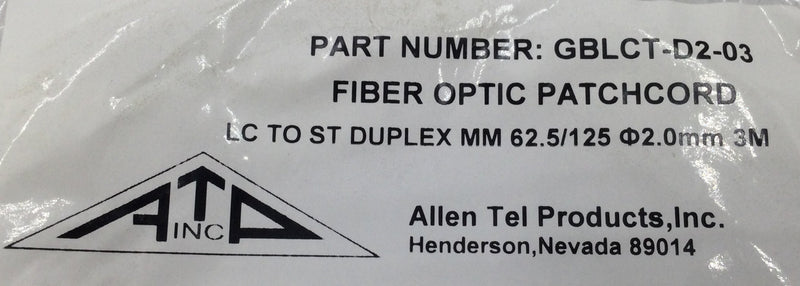 PART NUMBER: GBLCT-D2-03
FIBER OPTIC PATCHCORD
LC TO ST DUPLEX MM 62.5/125 Φ2.0mm 3M
ATP
INC
Allen Tel Products,Inc.
Henderson,Nevada 89014